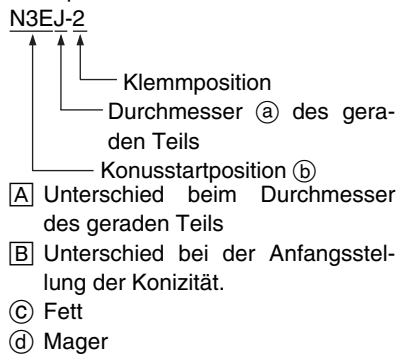 N3EJ-2
Klemmposition
Durchmesser ⓐ des gera-
den Teils
Konusstartposition ⓑ
A Unterschied beim Durchmesser
des geraden Teils
B Unterschied bei der Anfangsstel-
lung der Konizität.
ⓒ Fett
ⓓ Mager